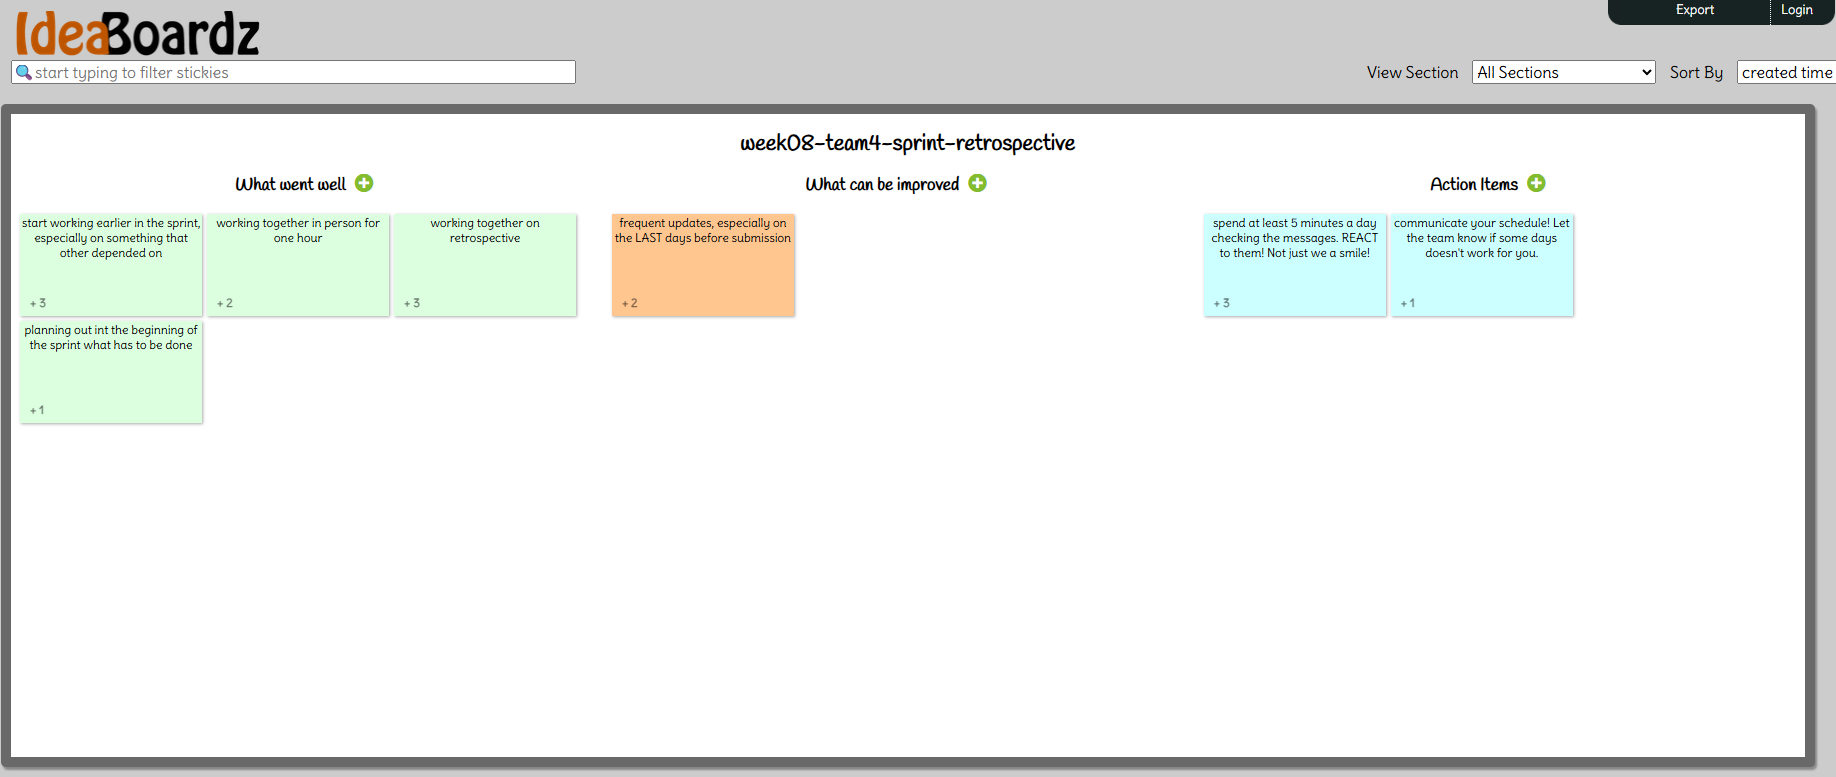 Export
Login
IdeaBoardz
start typing to filter stickies
View Section
All Sections
Sort By
created time
week08-team4-sprint-retrospective
What went well
What can be improved
Action Items
start working earlier in the sprint,
especially on something that
other depended on
+3
working together in person for
one hour
+2
working together on
retrospective
+3
planning out int the beginning of
the sprint what has to be done
+1
frequent updates, especially on
the LAST days before submission
+2
spend at least 5 minutes a day
checking the messages. REACT
to them! Not just we a smile!
+3
communicate your schedule! Let
the team know if some days
doesn't work for you.
+1